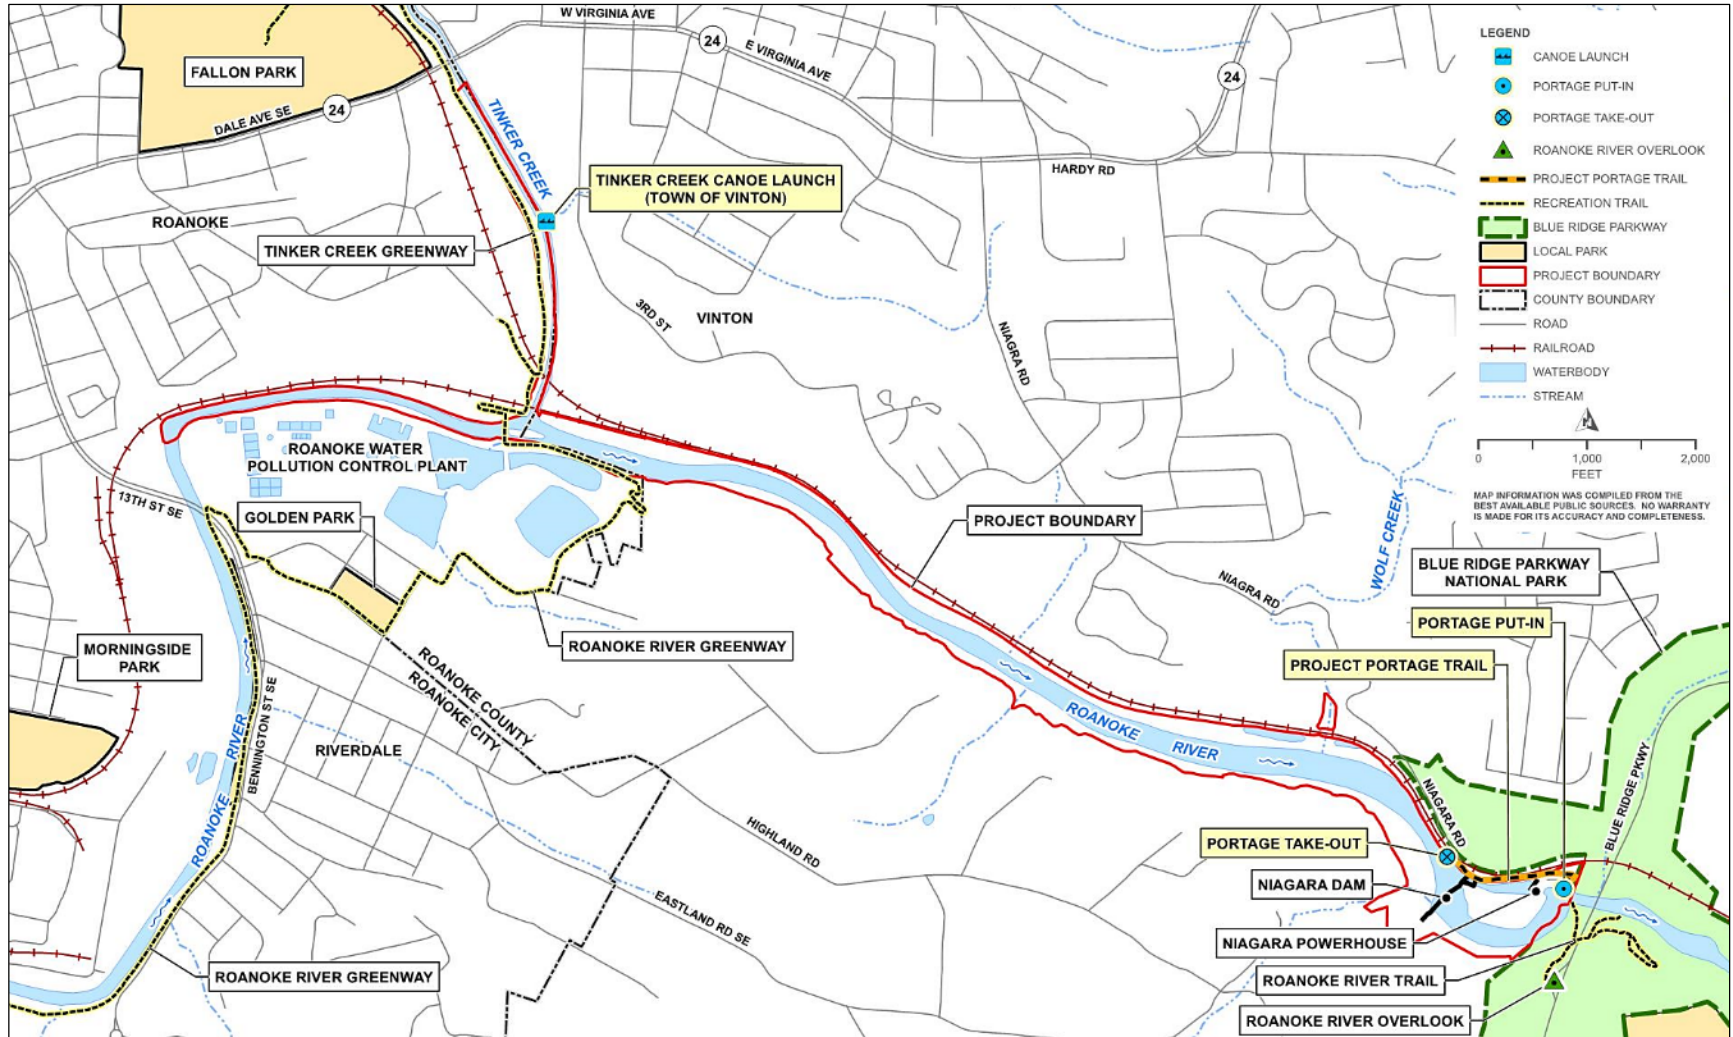 W VIRGINIA AVE
24
E VIRGINIA AVE
24
FALLON PARK
DALE AVE SE
24
TINKER CREEK
HARDY RD
TINKER CREEK CANOE LAUNCH
(TOWN OF VINTON)
ROANOKE
TINKER CREEK GREENWAY
3RD ST
VINTON
NIAGRA RD
LEGEND
CANOE LAUNCH
PORTAGE PUT-IN
PORTAGE TAKE-OUT
ROANOKE RIVER OVERLOOK
PROJECT PORTAGE TRAIL
RECREATION TRAIL
BLUE RIDGE PARKWAY
LOCAL PARK
PROJECT BOUNDARY
COUNTY BOUNDARY
ROAD
RAILROAD
WATERBODY
STREAM
0
1,000
2,000
FEET
MAP INFORMATION WAS COMPILED FROM THE
BEST AVAILABLE PUBLIC SOURCES. NO WARRANTY
IS MADE FOR ITS ACCURACY AND COMPLETENESS.
ROANOKE WATER
POLLUTION CONTROL PLANT
13TH ST SE
GOLDEN PARK
PROJECT BOUNDARY
WOLF CREEK
BLUE RIDGE PARKWAY
NATIONAL PARK
NIAGRA RD
PORTAGE PUT-IN
MORNINGSIDE
PARK
ROANOKE RIVER GREENWAY
PROJECT PORTAGE TRAIL
ROANOKE COUNTY
ROANOKE CITY
BENNINGTON ST SE
ROANOKE RIVER
RIVERDALE
ROANOKE RIVER
NIAGARA RD
BLUE RIDGE PKWY
HIGHLAND RD
PORTAGE TAKE-OUT
NIAGARA DAM
EASTLAND RD SE
NIAGARA POWERHOUSE
ROANOKE RIVER GREENWAY
ROANOKE RIVER TRAIL
ROANOKE RIVER OVERLOOK